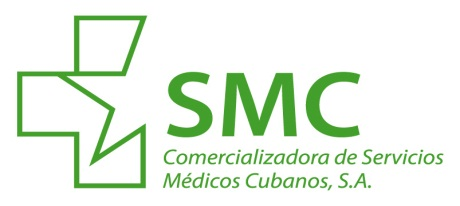 SMC
Comercializadora de Servicios
Médicos Cubanos, S.A.